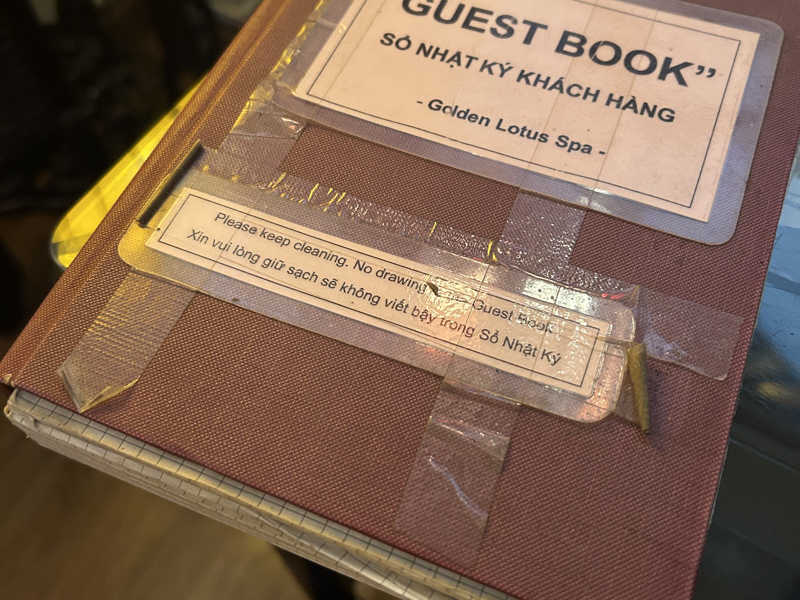 GUEST BOOK”
SỔ NHẬT KÝ KHÁCH HÀNG
- Golden Lotus Spa -
Please keep cleaning. No drawing Guest Book
Xin vui lòng giữ sạch sẽ không viết bậy trong Sổ Nhật Ký